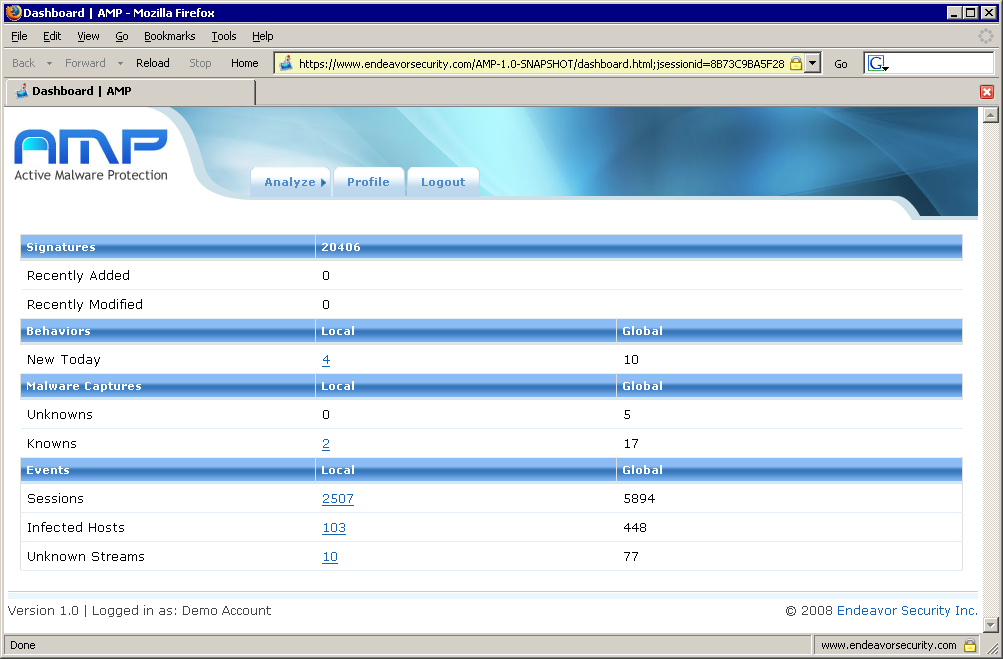 Dashboard | AMP - Mozilla Firefox
File Edit View Go Bookmarks Tools Help
Back Forward Reload Stop Home https://www.endeavorsecurity.com/AMP-1.0-SNAPSHOT/dashboard.html;jsessionid=8B73C9BA5F28 Go G
Dashboard | AMP
AMP
Active Malware Protection
Analyze Profile Logout
Signatures 20406
Recently Added 0
Recently Modified 0
Behaviors Local Global
New Today 4 10
Malware Captures Local Global
Unknowns 0 5
Knowns 2 17
Events Local Global
Sessions 2507 5894
Infected Hosts 103 448
Unknown Streams 10 77
Version 1.0 | Logged in as: Demo Account © 2008 Endeavor Security Inc.
Done www.endeavorsecurity.com